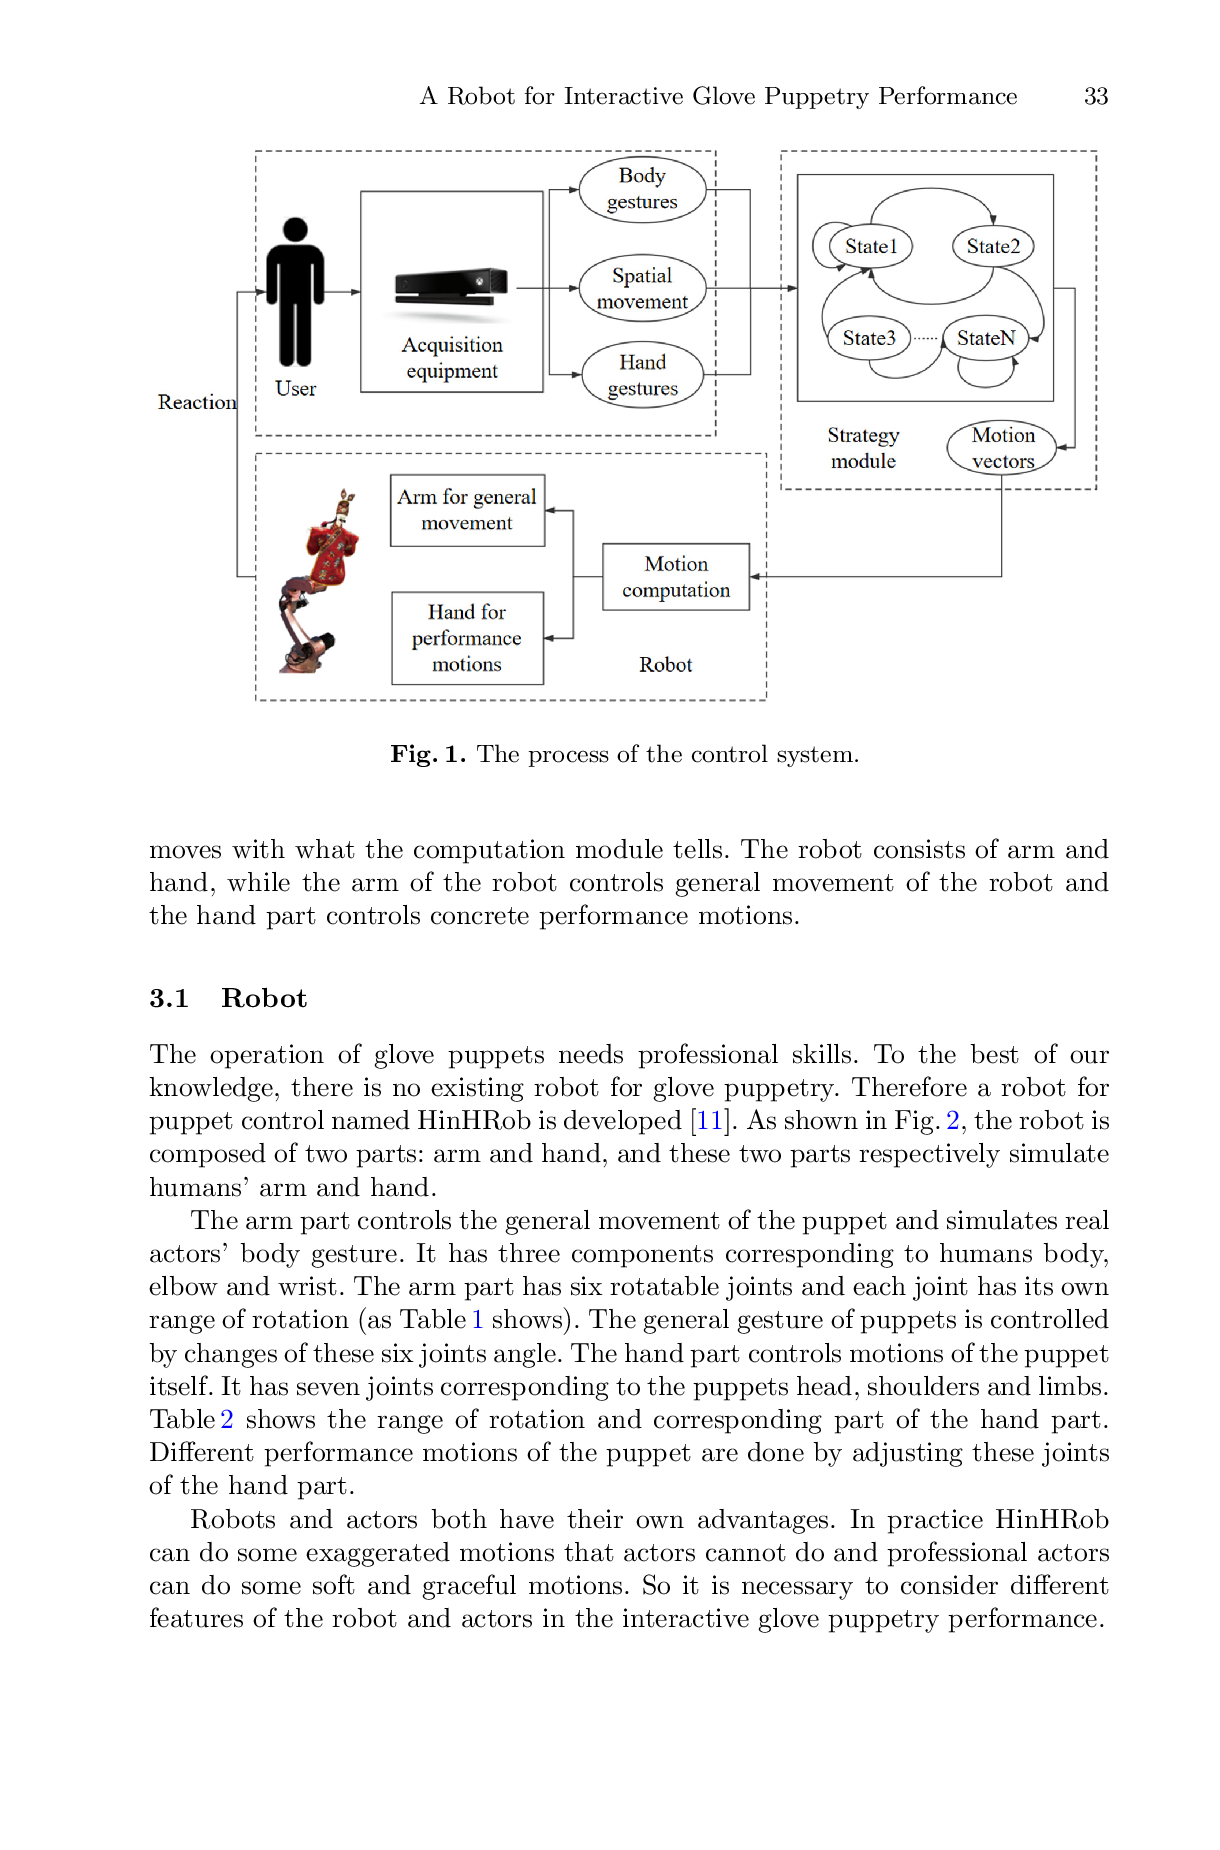 A Robot for Interactive Glove Puppetry Performance 33
Body
gestures
Spatial
movement
Hand
gestures
Acquisition
equipment
User
Reaction
State1
State2
State3
StateN
Strategy
module
Motion
vectors
Arm for general
movement
Motion
computation
Hand for
performance
motions
Robot
Fig. 1. The process of the control system.
moves with what the computation module tells. The robot consists of arm and
hand, while the arm of the robot controls general movement of the robot and
the hand part controls concrete performance motions.
3.1 Robot
The operation of glove puppets needs professional skills. To the best of our
knowledge, there is no existing robot for glove puppetry. Therefore a robot for
puppet control named HinHRob is developed [11]. As shown in Fig. 2, the robot is
composed of two parts: arm and hand, and these two parts respectively simulate
humans' arm and hand.
The arm part controls the general movement of the puppet and simulates real
actors' body gesture. It has three components corresponding to humans body,
elbow and wrist. The arm part has six rotatable joints and each joint has its own
range of rotation (as Table 1 shows). The general gesture of puppets is controlled
by changes of these six joints angle. The hand part controls motions of the puppet
itself. It has seven joints corresponding to the puppets head, shoulders and limbs.
Table 2 shows the range of rotation and corresponding part of the hand part.
Different performance motions of the puppet are done by adjusting these joints
of the hand part.
Robots and actors both have their own advantages. In practice HinHRob
can do some exaggerated motions that actors cannot do and professional actors
can do some soft and graceful motions. So it is necessary to consider different
features of the robot and actors in the interactive glove puppetry performance.